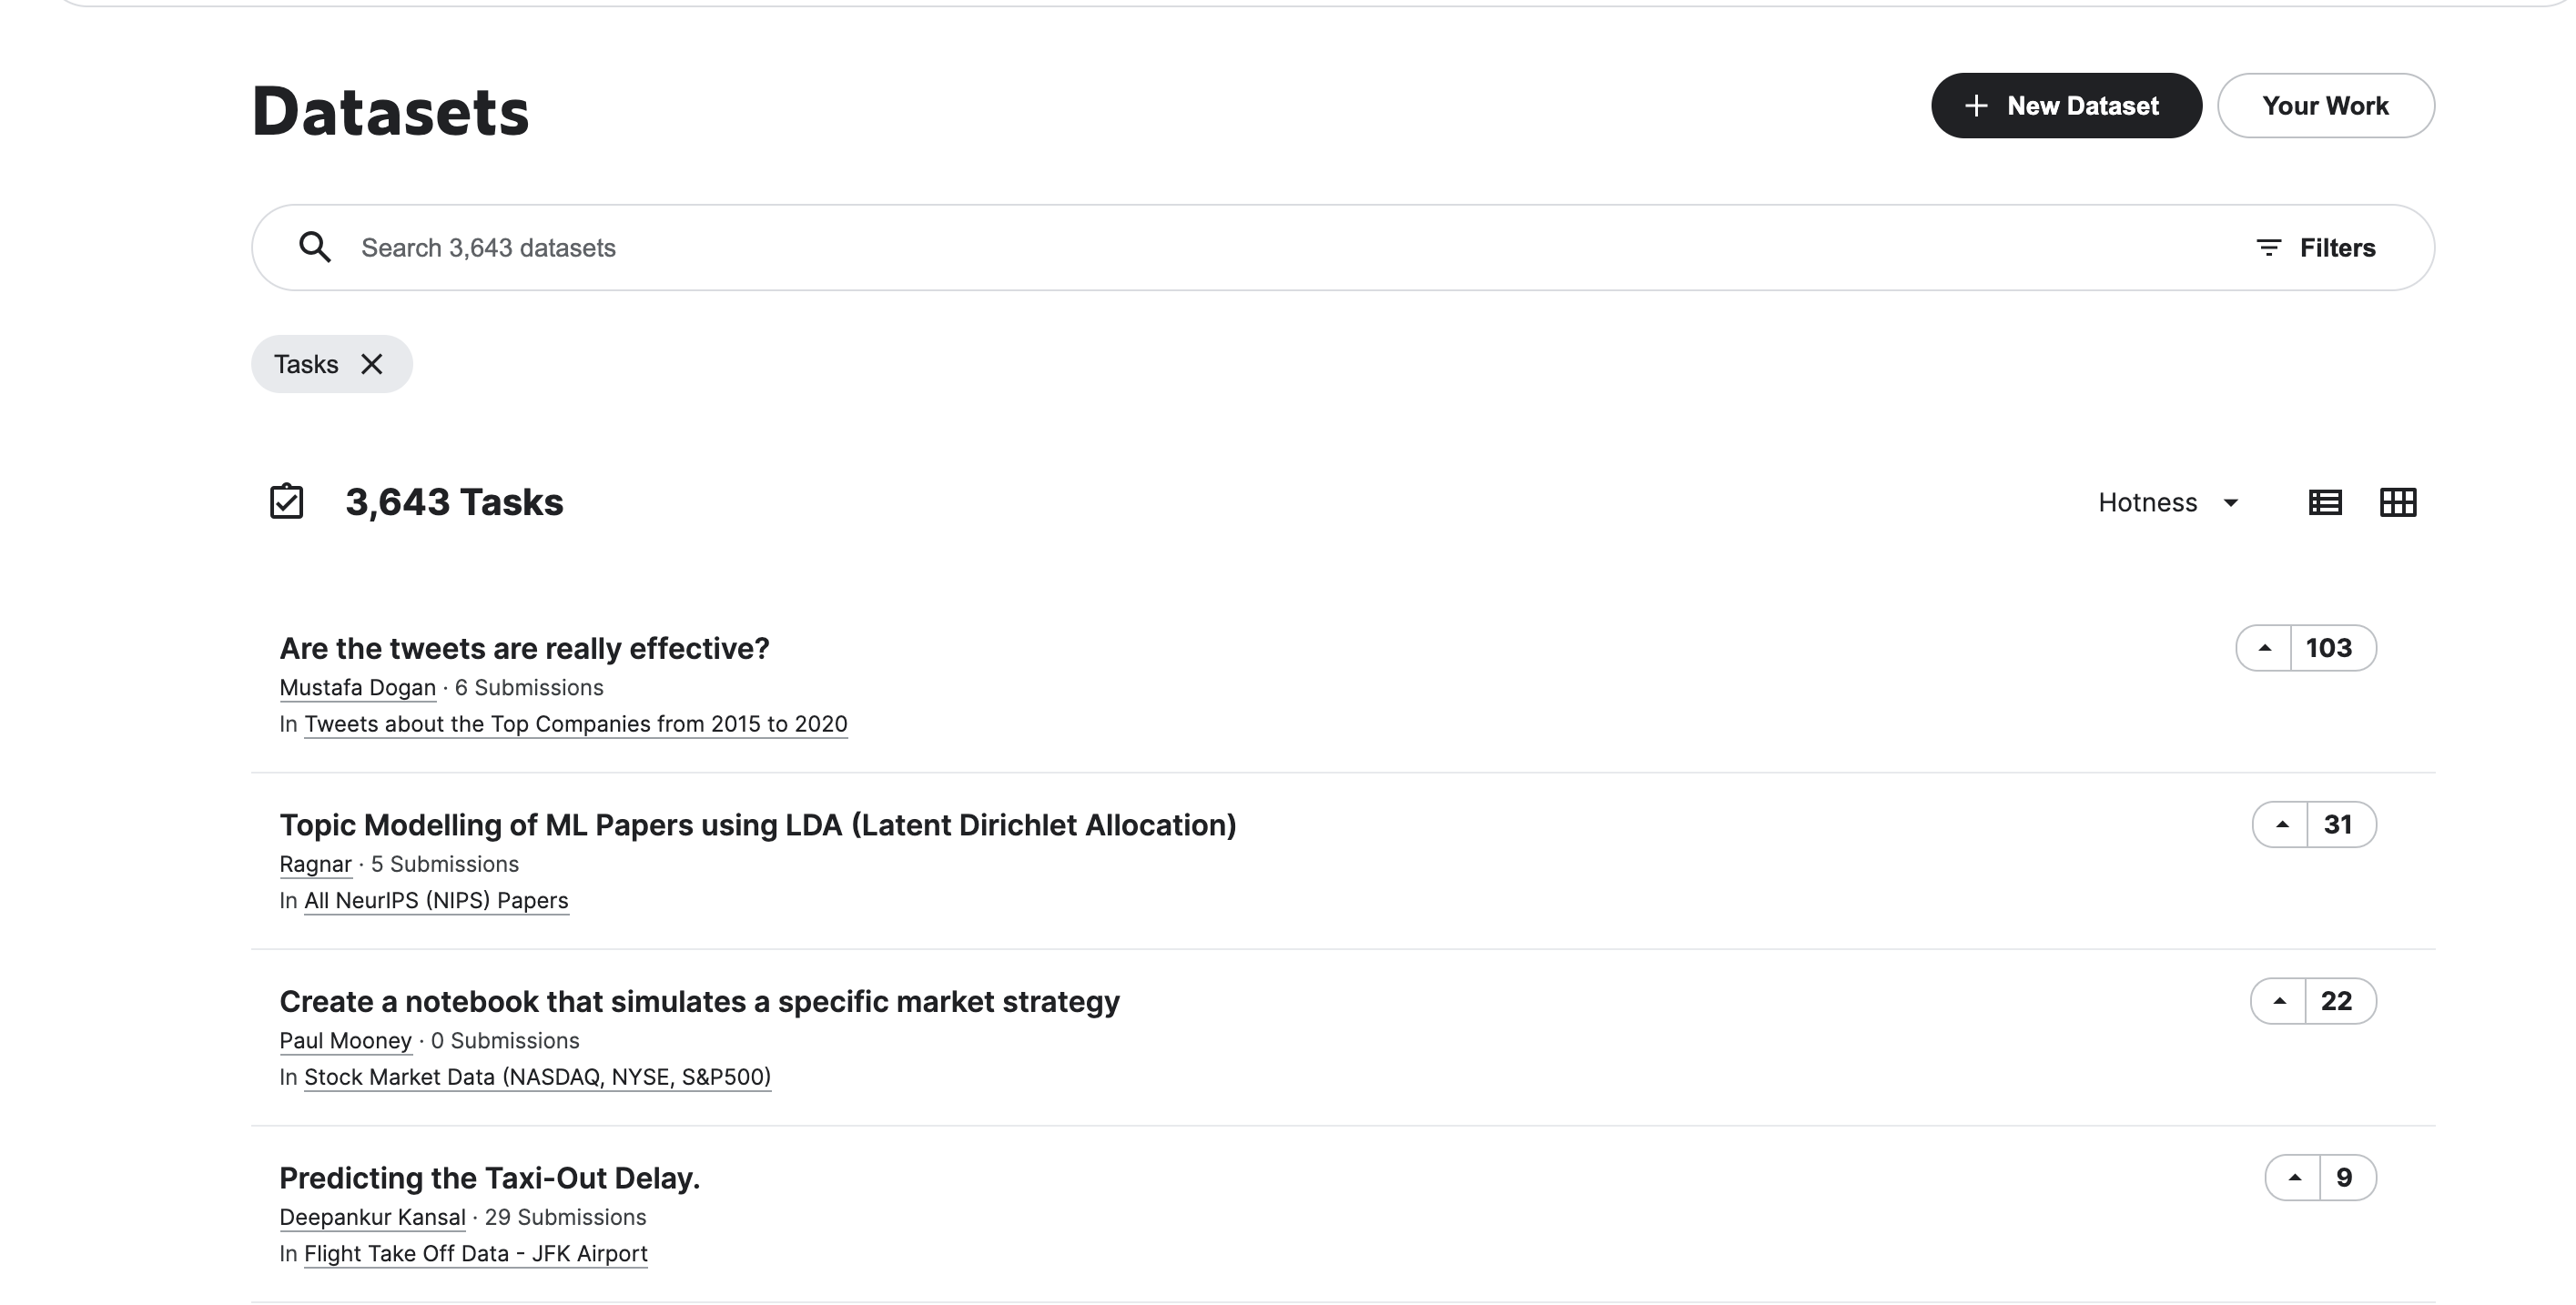 Datasets
New Dataset
Your Work
Search 3,643 datasets
Filters
Tasks
3,643 Tasks
Hotness
Are the tweets are really effective?
103
Mustafa Dogan · 6 Submissions
In Tweets about the Top Companies from 2015 to 2020
Topic Modelling of ML Papers using LDA (Latent Dirichlet Allocation)
31
Ragnar · 5 Submissions
In All NeurIPS (NIPS) Papers
Create a notebook that simulates a specific market strategy
22
Paul Mooney · 0 Submissions
In Stock Market Data (NASDAQ, NYSE, S&P500)
Predicting the Taxi-Out Delay.
9
Deepankur Kansal · 29 Submissions
In Flight Take Off Data - JFK Airport